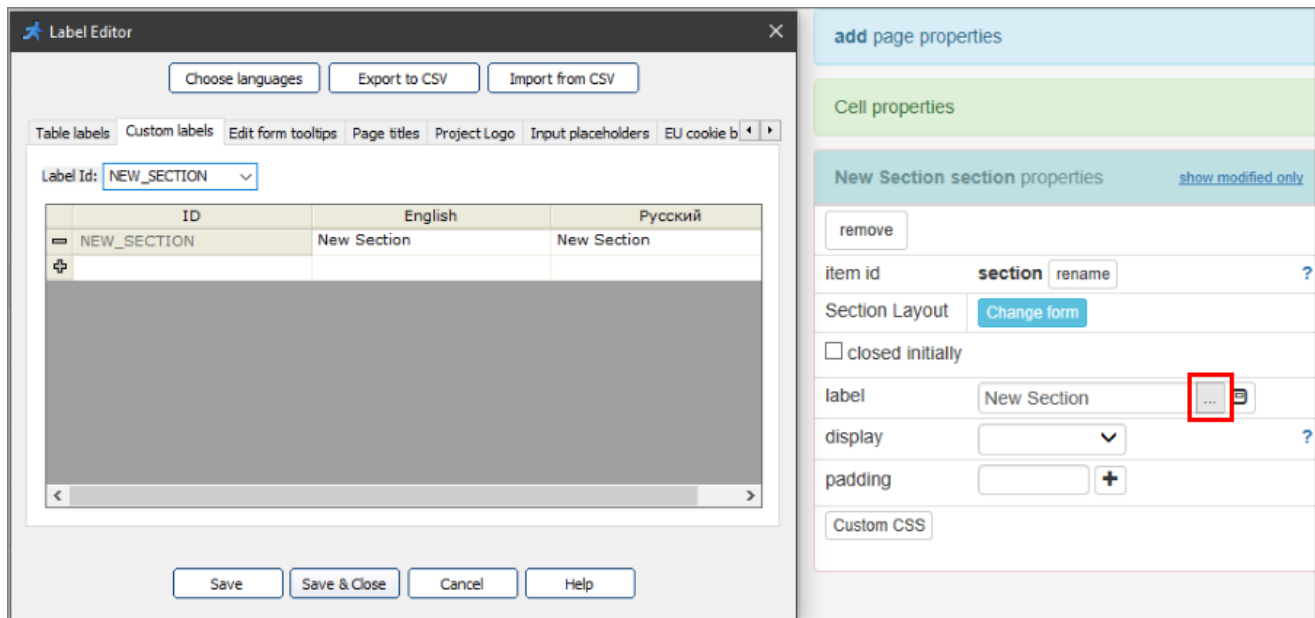 Label Editor
Choose languages Export to CSV Import from CSV
Table labels Custom labels Edit form tooltips Page titles Project Logo Input placeholders EU cookie b
Label Id: NEW_SECTION
ID English Русский
NEW_SECTION New Section New Section
Save Save & Close Cancel Help
add page properties
Cell properties
New Section section properties show modified only
remove
item id section rename ?
Section Layout Change form
closed initially
label New Section ...
display ?
padding
Custom CSS